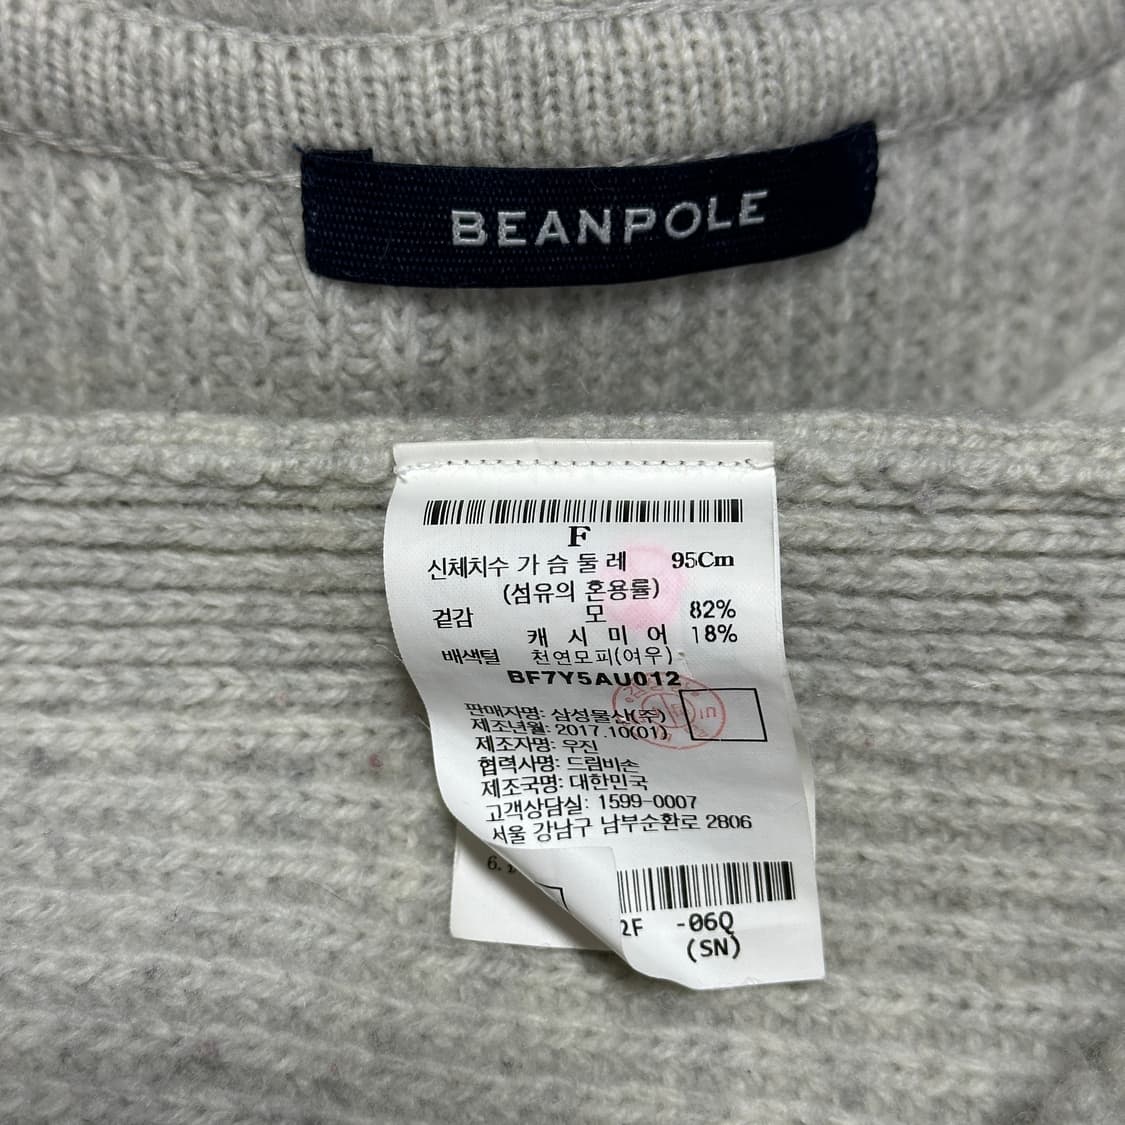 BEANPOLE
F
신체치수 가 슴 둘 레 95Cm
(섬유의 혼용률)
겉감 모 82%
캐 시 미 어 18%
배색털 천연모피(여우)
BF7Y5AU012
판매자명: 삼성물산(주)
제조년월: 2017.10(01)
제조자명: 우진
협력사명: 드림비손
제조국명: 대한민국
고객상담실: 1599-0007
서울 강남구 남부순환로 2806
2F -06Q
(SN)